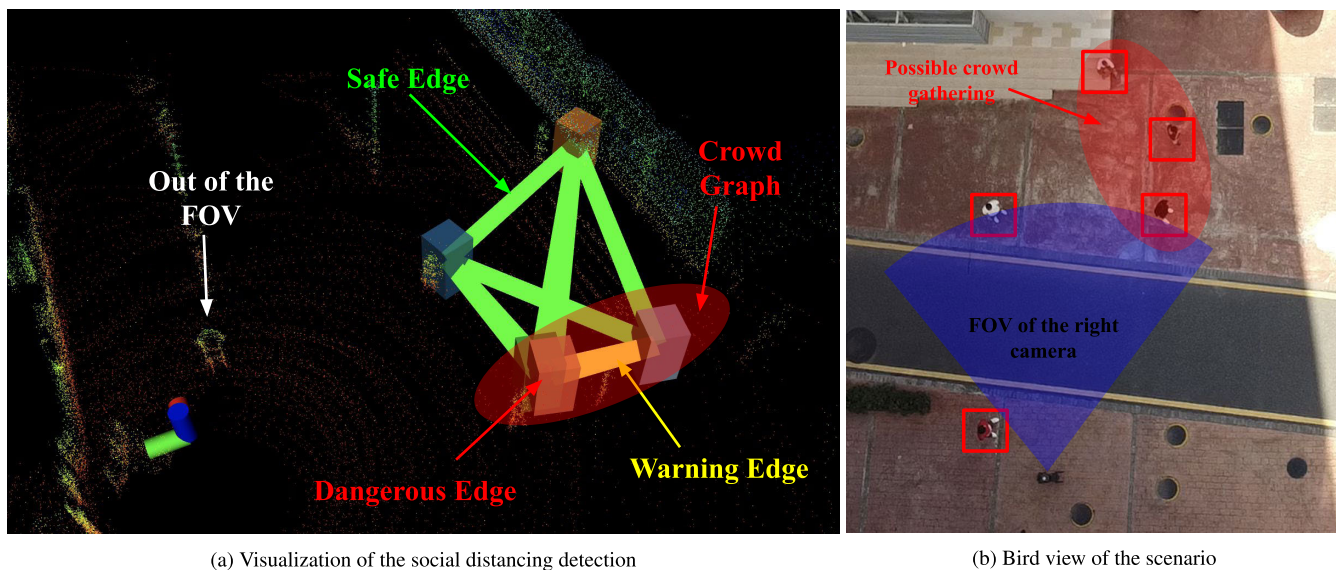 Safe Edge
Crowd
Graph
Out of the
FOV
Dangerous Edge
Warning Edge
(a) Visualization of the social distancing detection
Possible crowd
gathering
FOV of the right
camera
(b) Bird view of the scenario